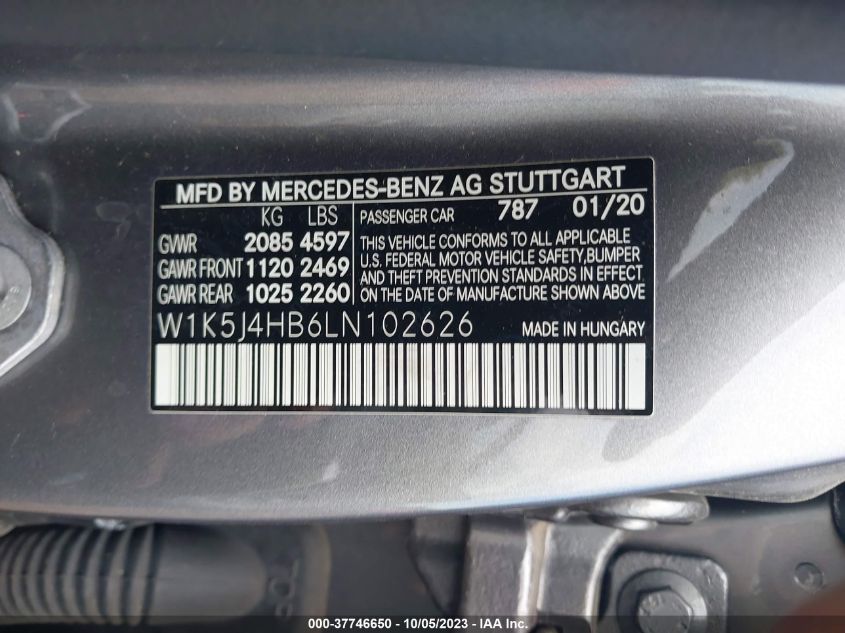 MFD BY MERCEDES-BENZ AG STUTTGART
KG LBS PASSENGER CAR 787 01/20
GVWR 2085 4597
GAWR FRONT 1120 2469
GAWR REAR 1025 2260
THIS VEHICLE CONFORMS TO ALL APPLICABLE
U.S. FEDERAL MOTOR VEHICLE SAFETY,BUMPER
AND THEFT PREVENTION STANDARDS IN EFFECT
ON THE DATE OF MANUFACTURE SHOWN ABOVE
W1K5J4HB6LN102626 MADE IN HUNGARY
000-37746650 - 10/05/2023 - IAA Inc.